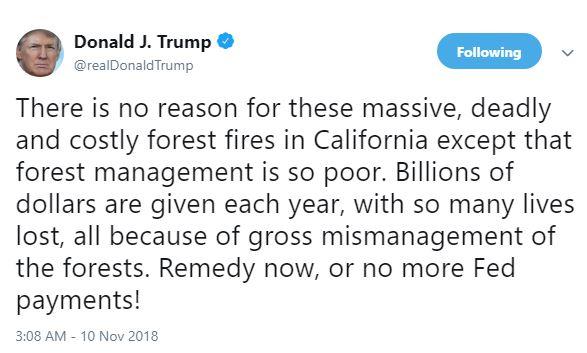 Donald J. Trump
Following
@realDonaldTrump
There is no reason for these massive, deadly
and costly forest fires in California except that
forest management is so poor. Billions of
dollars are given each year, with so many lives
lost, all because of gross mismanagement of
the forests. Remedy now, or no more Fed
payments!
3:08 AM - 10 Nov 2018